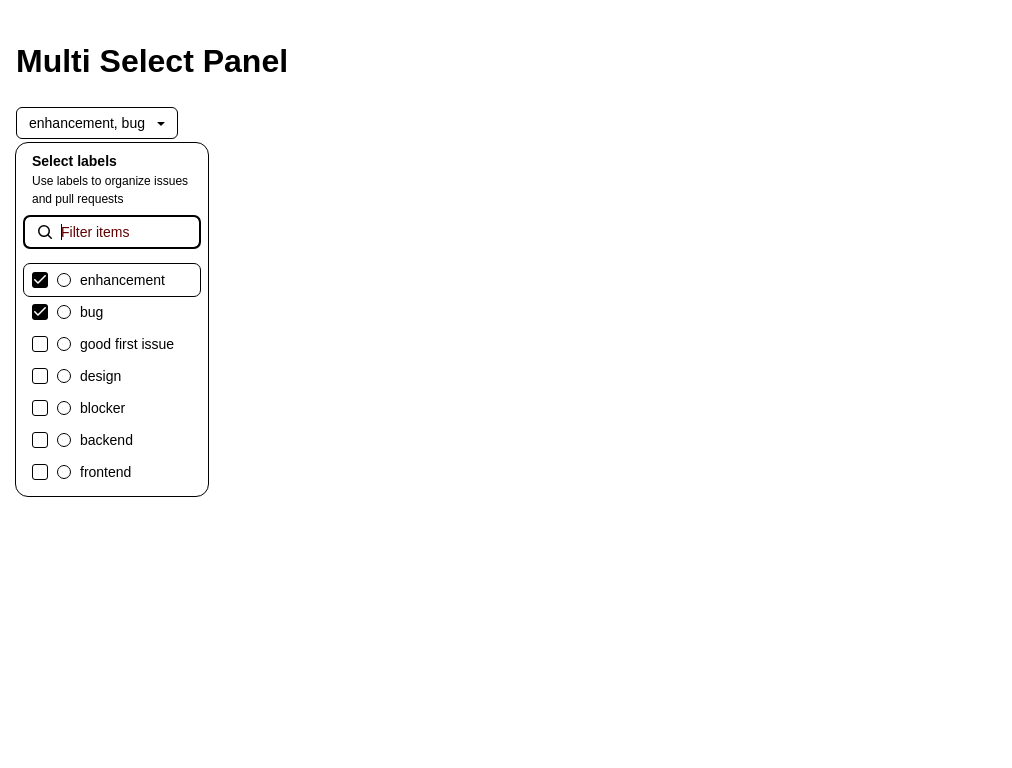 Multi Select Panel
enhancement, bug
Select labels
Use labels to organize issues
and pull requests
Filter items
enhancement
bug
good first issue
design
blocker
backend
frontend